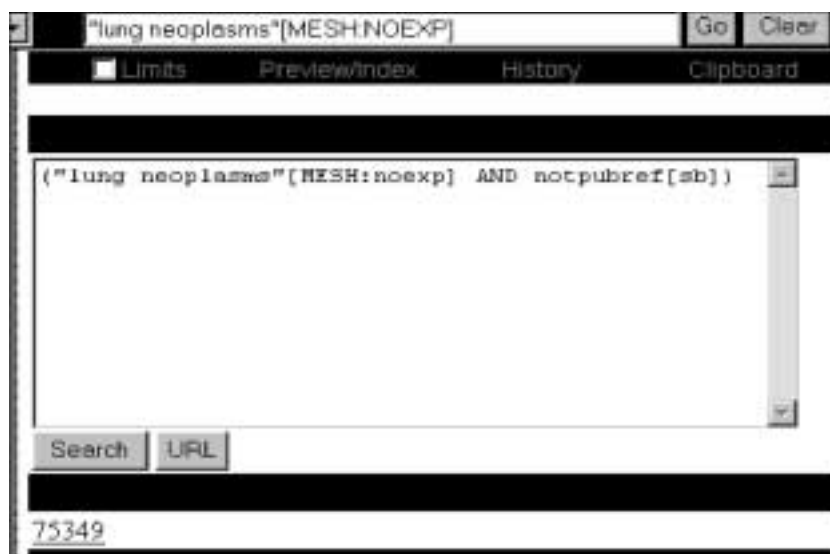 "lung neoplasms"[MESH:NOEXP] Go Clear
Limits Preview/Index History Clipboard
("lung neoplasms"[MESH:noexp] AND notpubref[sb])
Search URL
75349